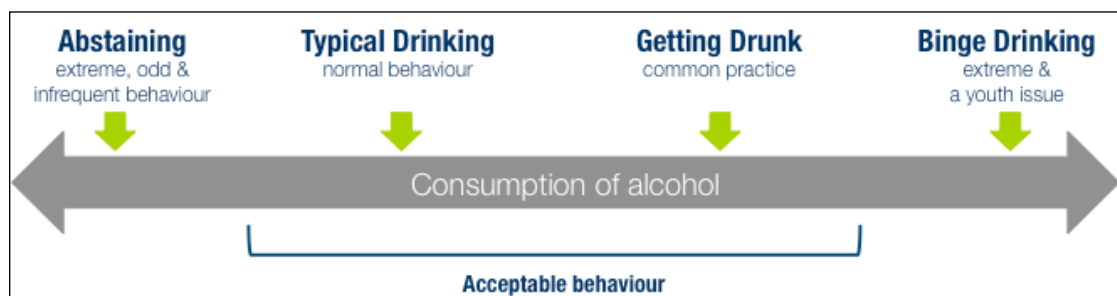 Abstaining
extreme, odd &
infrequent behaviour
Typical Drinking
normal behaviour
Getting Drunk
common practice
Binge Drinking
extreme &
a youth issue
Consumption of alcohol
Acceptable behaviour